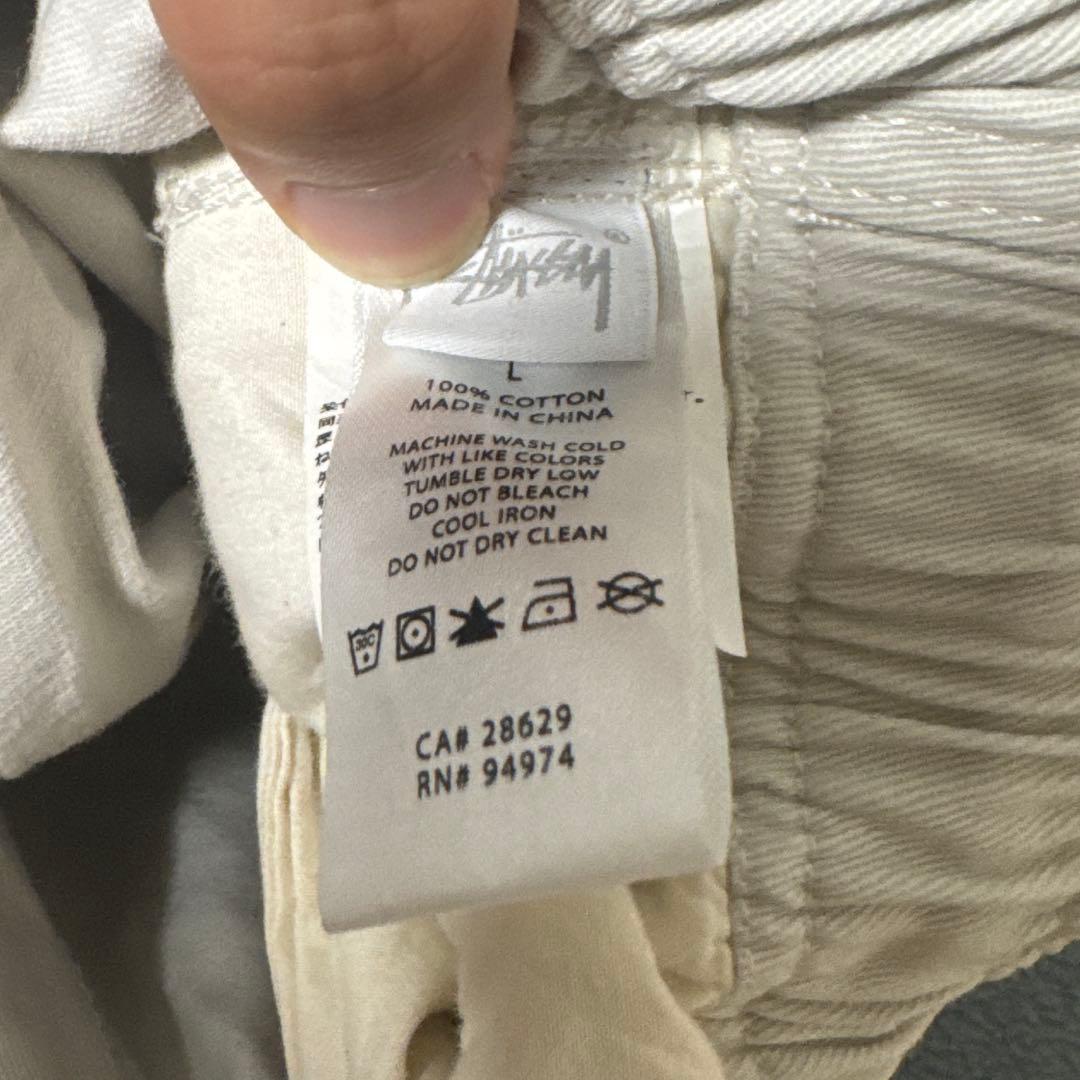 Stüssy®
L
100% COTTON
MADE IN CHINA
MACHINE WASH COLD
WITH LIKE COLORS
TUMBLE DRY LOW
DO NOT BLEACH
COOL IRON
DO NOT DRY CLEAN
30C
CA# 28629
RN# 94974